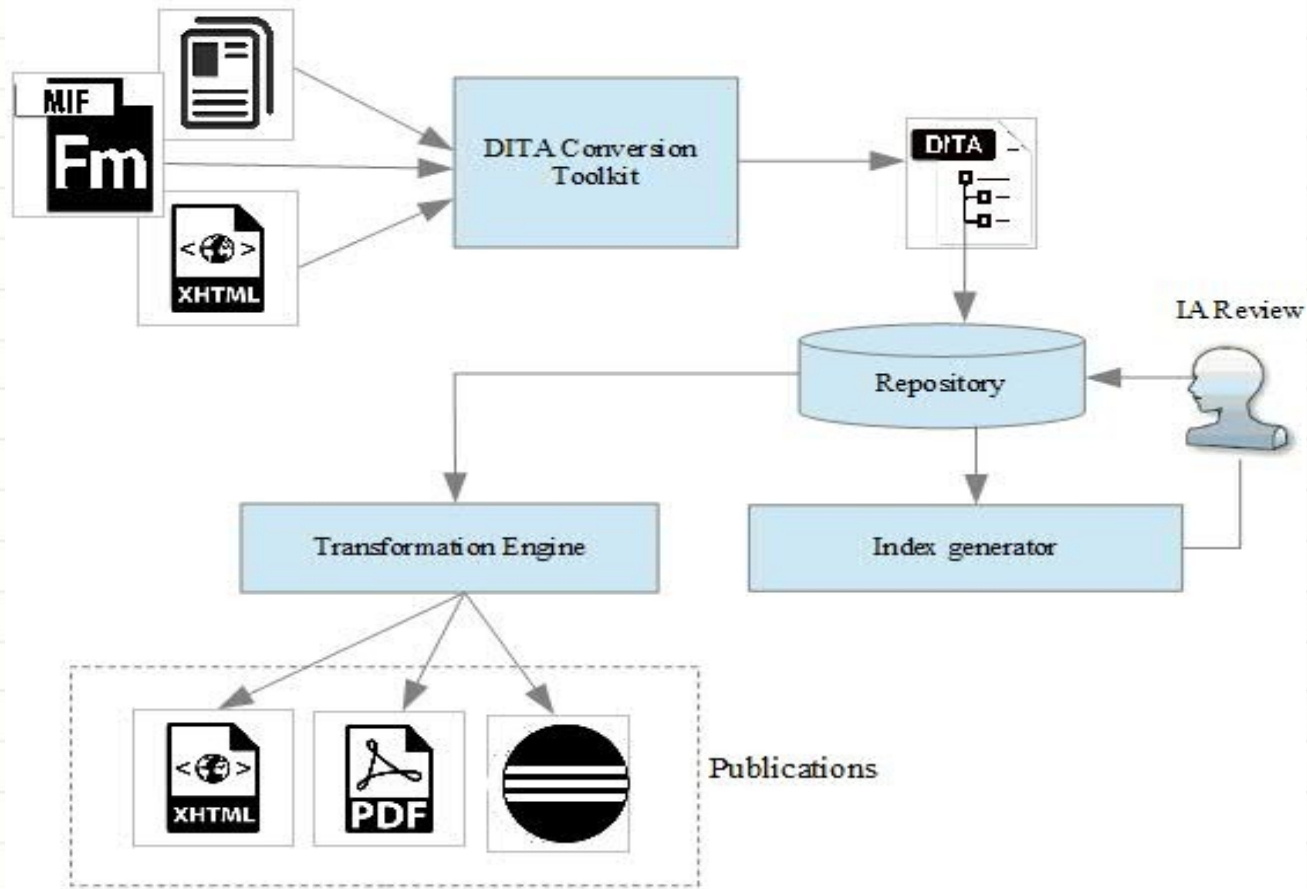 MIF
Fm
<>
XHTML
DITA Conversion
Toolkit
DITA
IA Review
Repository
Transformation Engine
Index generator
<>
XHTML
PDF
Publications